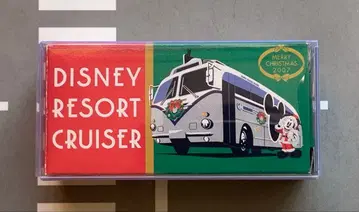 DISNEY
RESORT
CRUISER
MERRY
CHRISTMAS
2007